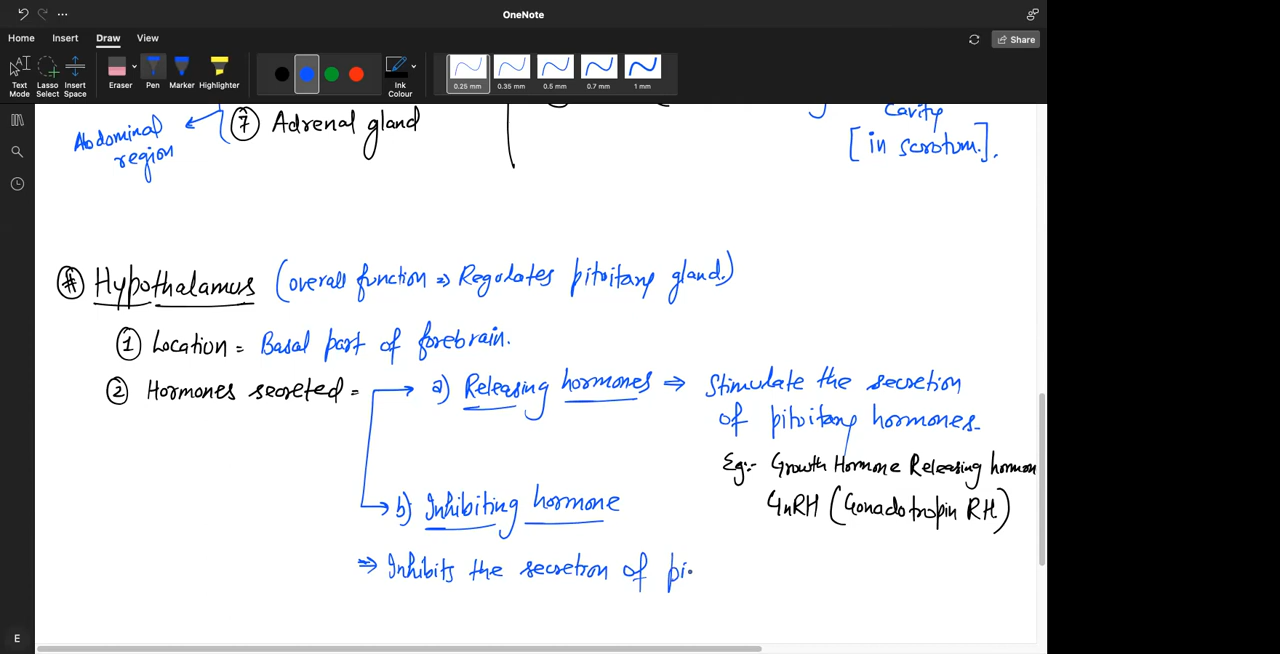 OneNote
Home Insert Draw View
Share
Text Mode Lasso Select Insert Space Eraser Pen Marker Highlighter Ink Colour 0.25 mm 0.35 mm 0.5 mm 0.7 mm 1 mm
Abdominal region
7 Adrenal gland
cavity
[in scrotum.].
# Hypothalamus (overall function => Regulates pituitary gland.)
1 Location = Basal part of forebrain.
2 Hormones secreted = a) Releasing hormones ⇒ Stimulate the secretion
of pituitary hormones.
Eg:- Growth Hormone Releasing hormon
GnRH (Gonadotropin RH)
b) Inhibiting hormone
⇒ Inhibits the secretion of pi
E